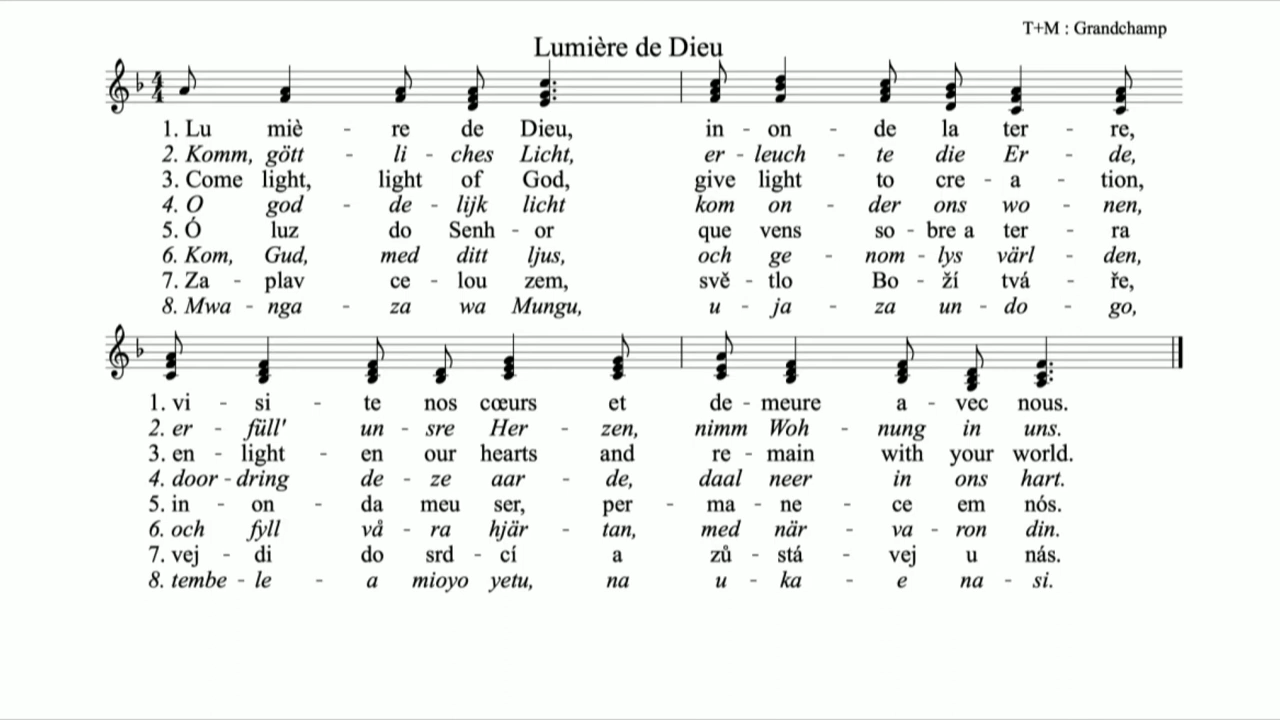 T+M : Grandchamp
Lumière de Dieu
4/4
1. Lu miè - re de Dieu, in - on - de la ter - re,
2. Komm, gött - li - ches Licht, er - leuch - te die Er - de,
3. Come light, light of God, give light to cre - a - tion,
4. O god - de - lijk licht kom on - der ons wo - nen,
5. Ó luz do Senh - or que vens so - bre a ter - ra
6. Kom, Gud, med ditt ljus, och ge - nom - lys värl - den,
7. Za - plav ce - lou zem, svě - tlo Bo - ží tvá - ře,
8. Mwa - nga - za wa Mungu, u - ja - za un - do - go,
1. vi - si - te nos cœurs et de - meure a - vec nous.
2. er - füll' un - sre Her - zen, nimm Woh - nung in uns.
3. en - light - en our hearts and re - main with your world.
4. door - dring de - ze aar - de, daal neer in ons hart.
5. in - on - da meu ser, per - ma - ne - ce em nós.
6. och fyll vå - ra hjär - tan, med när - va - ron din.
7. vej - di do srd - cí a zů - stá - vej u nás.
8. tembe - le - a mioyo yetu, na u - ka - e na - si.